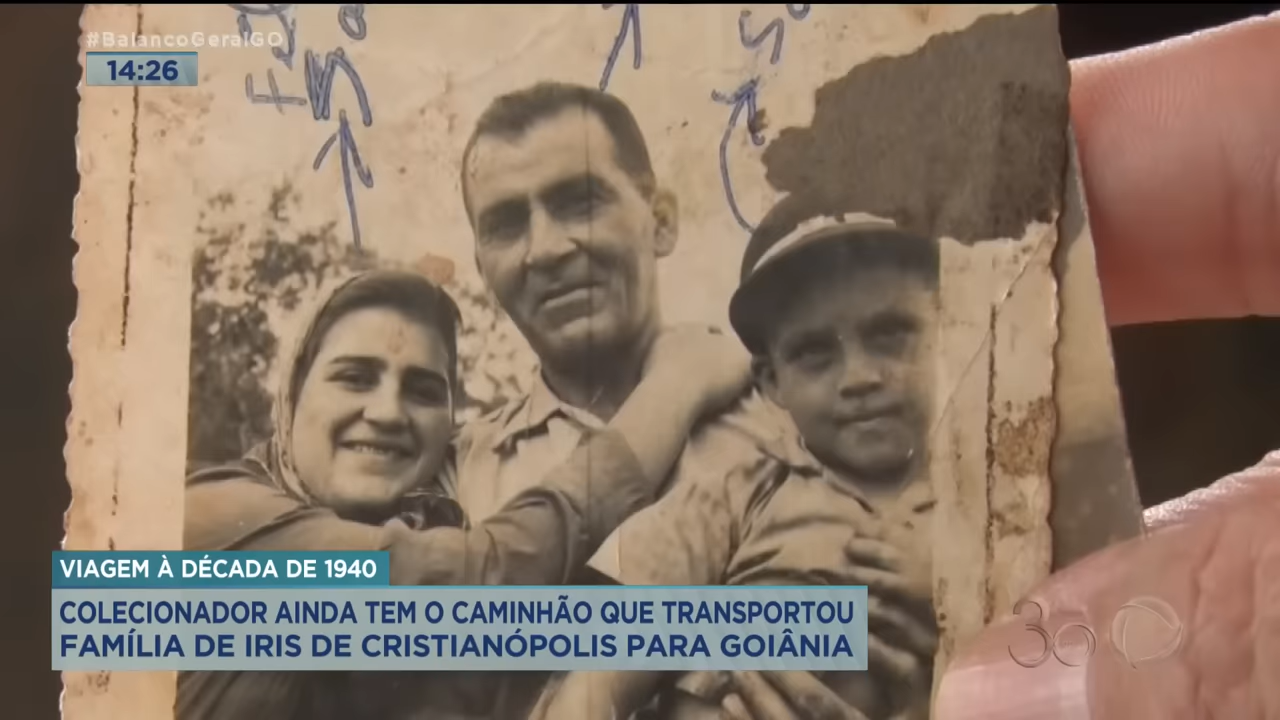 #BalancoGeralGO
14:26
VIAGEM À DÉCADA DE 1940
COLECIONADOR AINDA TEM O CAMINHÃO QUE TRANSPORTOU
FAMÍLIA DE IRIS DE CRISTIANÓPOLIS PARA GOIÂNIA
30